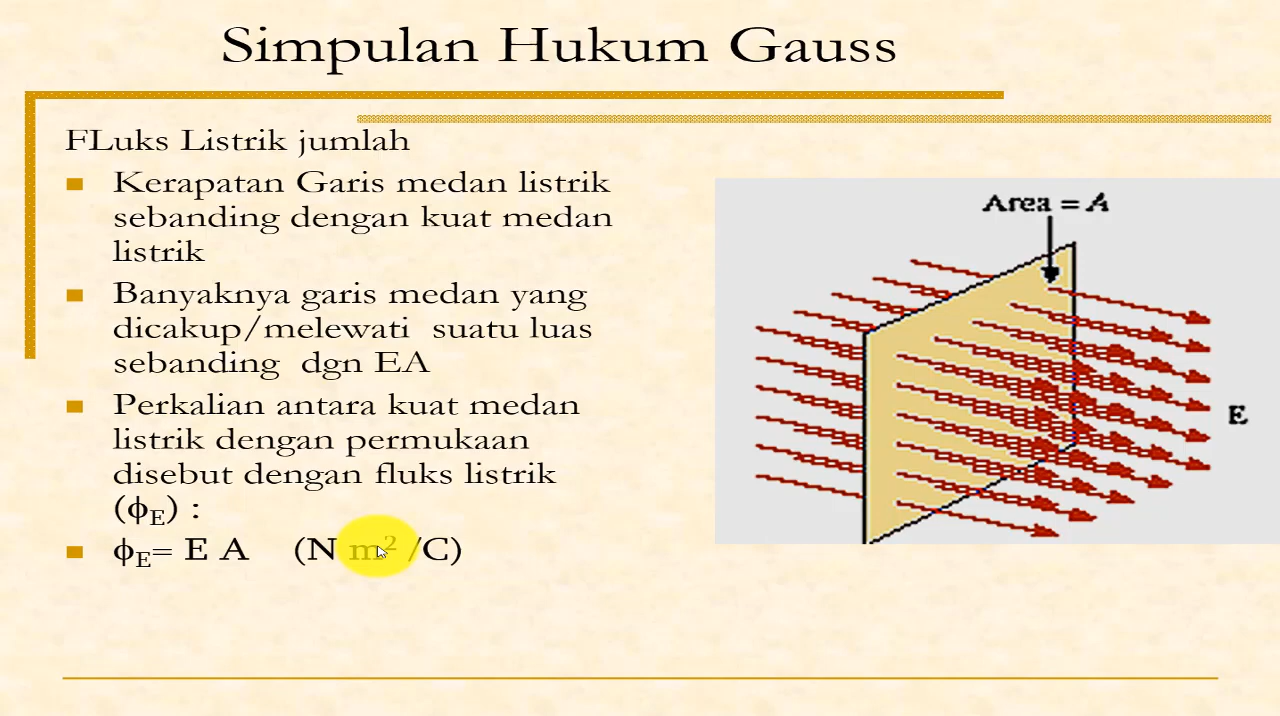 Simpulan Hukum Gauss
FLuks Listrik jumlah
Kerapatan Garis medan listrik
sebanding dengan kuat medan
listrik
Banyaknya garis medan yang
dicakup/melewati suatu luas
sebanding dgn EA
Perkalian antara kuat medan
listrik dengan permukaan
disebut dengan fluks listrik
(ϕE) :
ϕE= E A (N m² /C)
Area = A
E